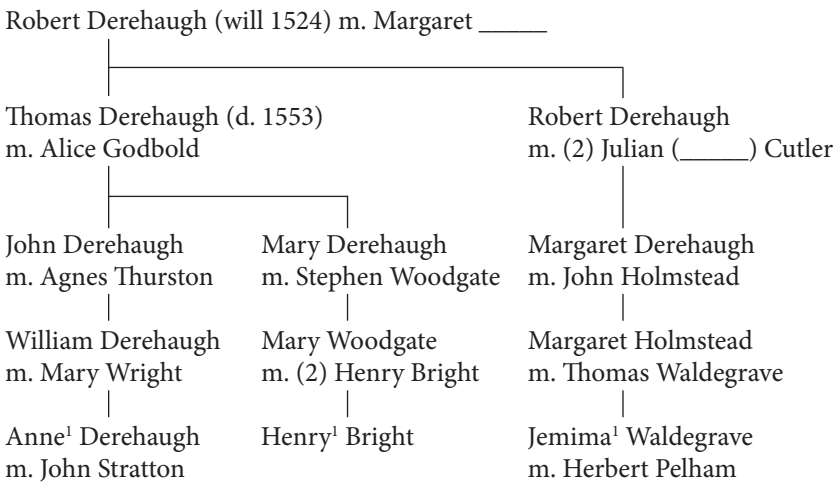 Robert Derehaugh (will 1524) m. Margaret _____
Thomas Derehaugh (d. 1553)
m. Alice Godbold
Robert Derehaugh
m. (2) Julian (_____) Cutler
John Derehaugh
m. Agnes Thurston
Mary Derehaugh
m. Stephen Woodgate
Margaret Derehaugh
m. John Holmstead
William Derehaugh
m. Mary Wright
Mary Woodgate
m. (2) Henry Bright
Margaret Holmstead
m. Thomas Waldegrave
Anne¹ Derehaugh
m. John Stratton
Henry¹ Bright
Jemima¹ Waldegrave
m. Herbert Pelham